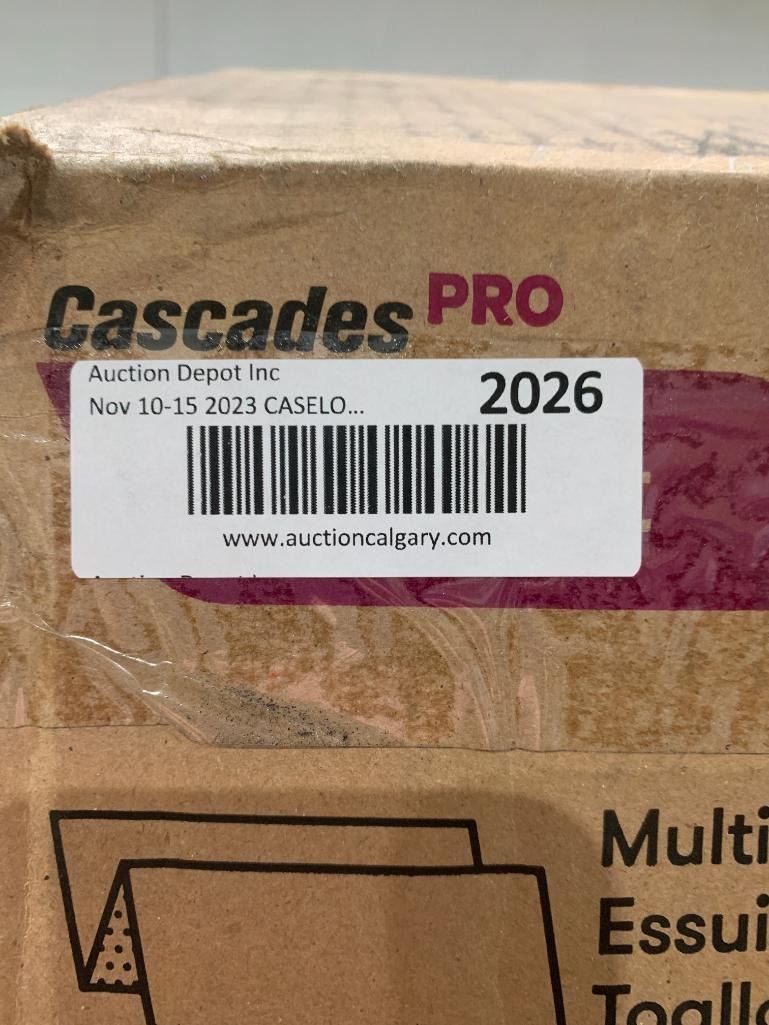 Cascades PRO
Auction Depot Inc
Nov 10-15 2023 CASELO... 2026
www.auctioncalgary.com
Multi
Essui